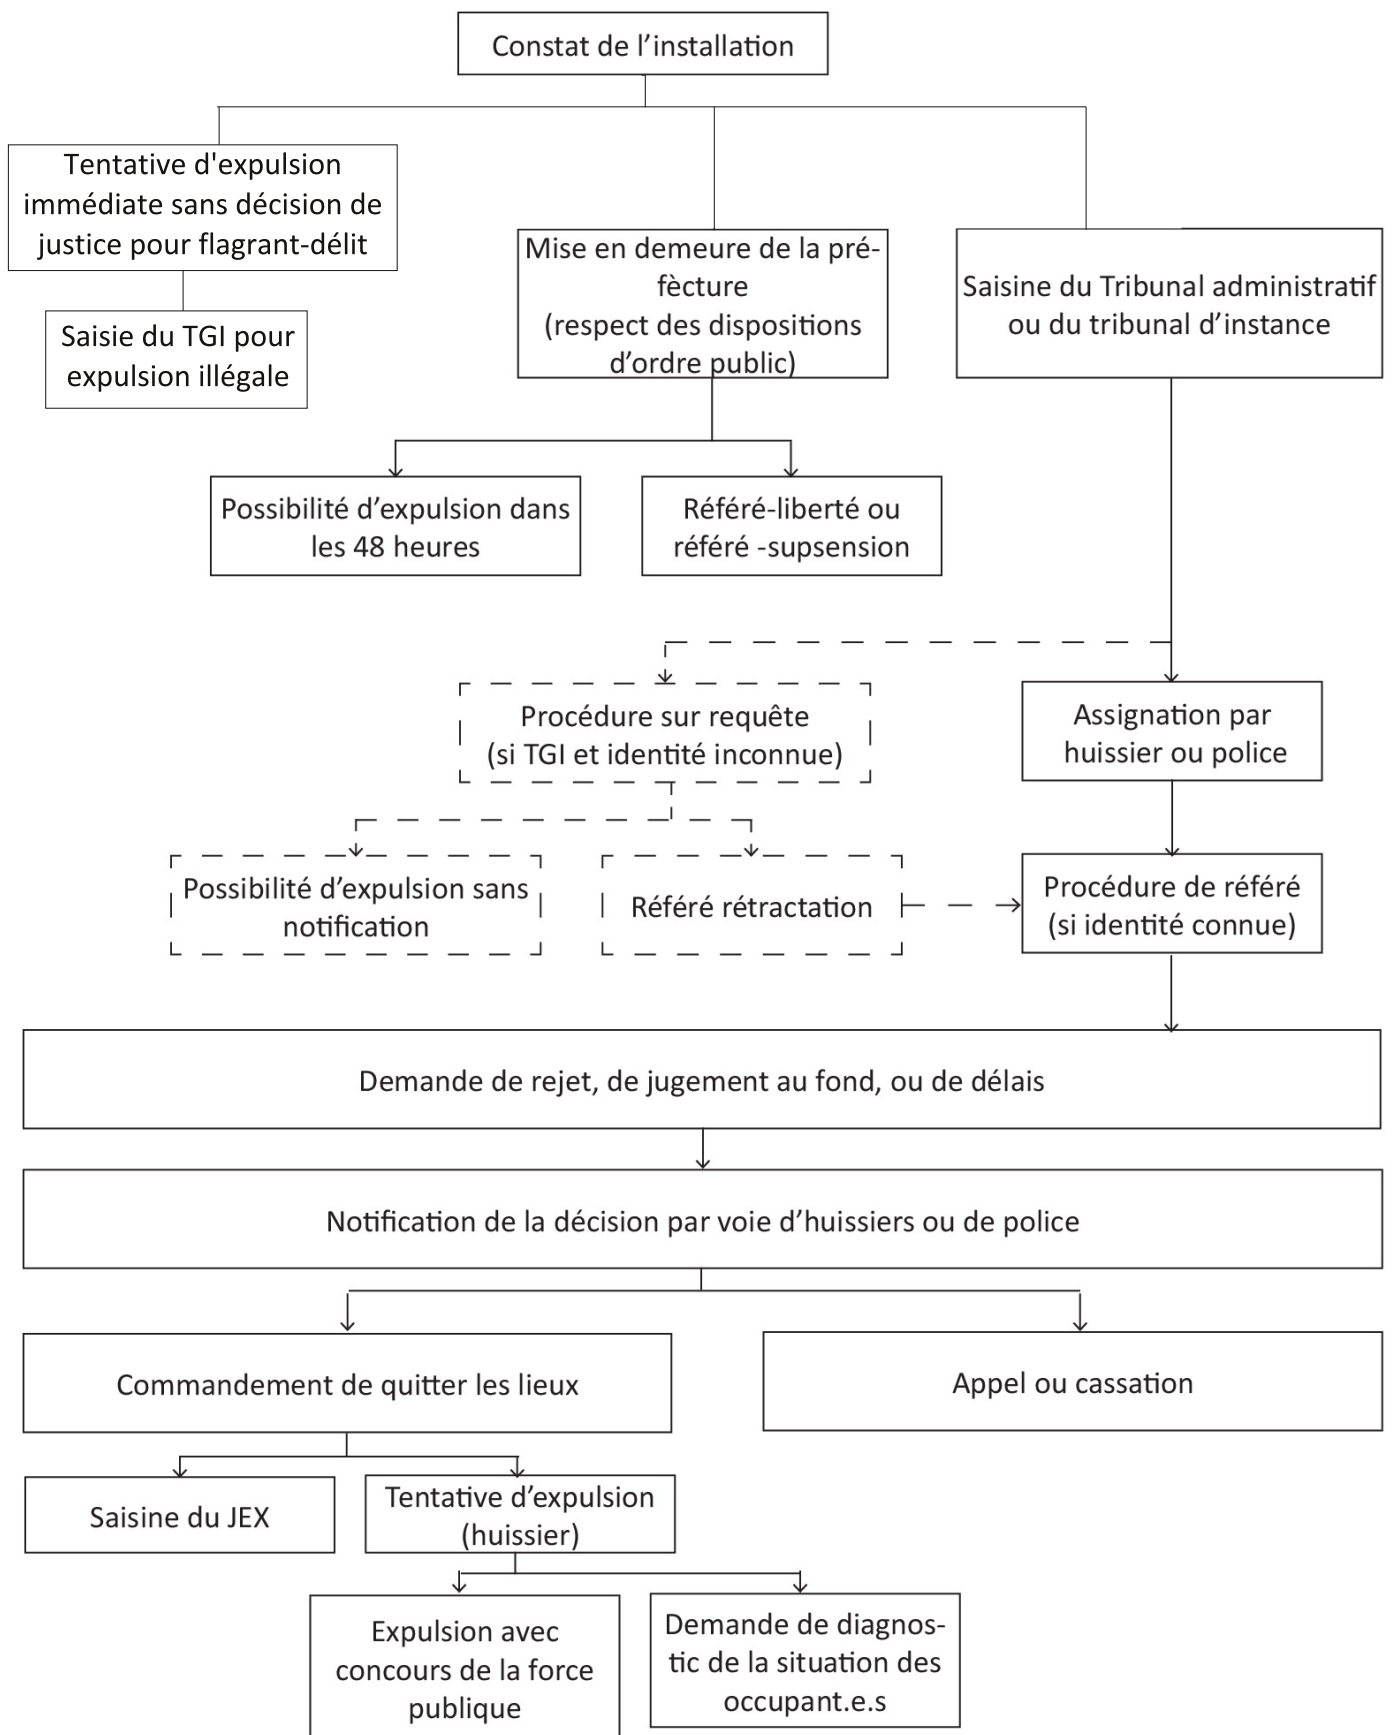 Constat de l’installation
Tentative d'expulsion
immédiate sans décision de
justice pour flagrant-délit
Saisie du TGI pour
expulsion illégale
Mise en demeure de la pré-
fècture
(respect des dispositions
d’ordre public)
Saisine du Tribunal administratif
ou du tribunal d’instance
Possibilité d’expulsion dans
les 48 heures
Référé-liberté ou
référé -supsension
Procédure sur requête
(si TGI et identité inconnue)
Assignation par
huissier ou police
Possibilité d’expulsion sans
notification
Référé rétractation
Procédure de référé
(si identité connue)
Demande de rejet, de jugement au fond, ou de délais
Notification de la décision par voie d’huissiers ou de police
Commandement de quitter les lieux
Appel ou cassation
Saisine du JEX
Tentative d’expulsion
(huissier)
Expulsion avec
concours de la force
publique
Demande de diagnos-
tic de la situation des
occupant.e.s